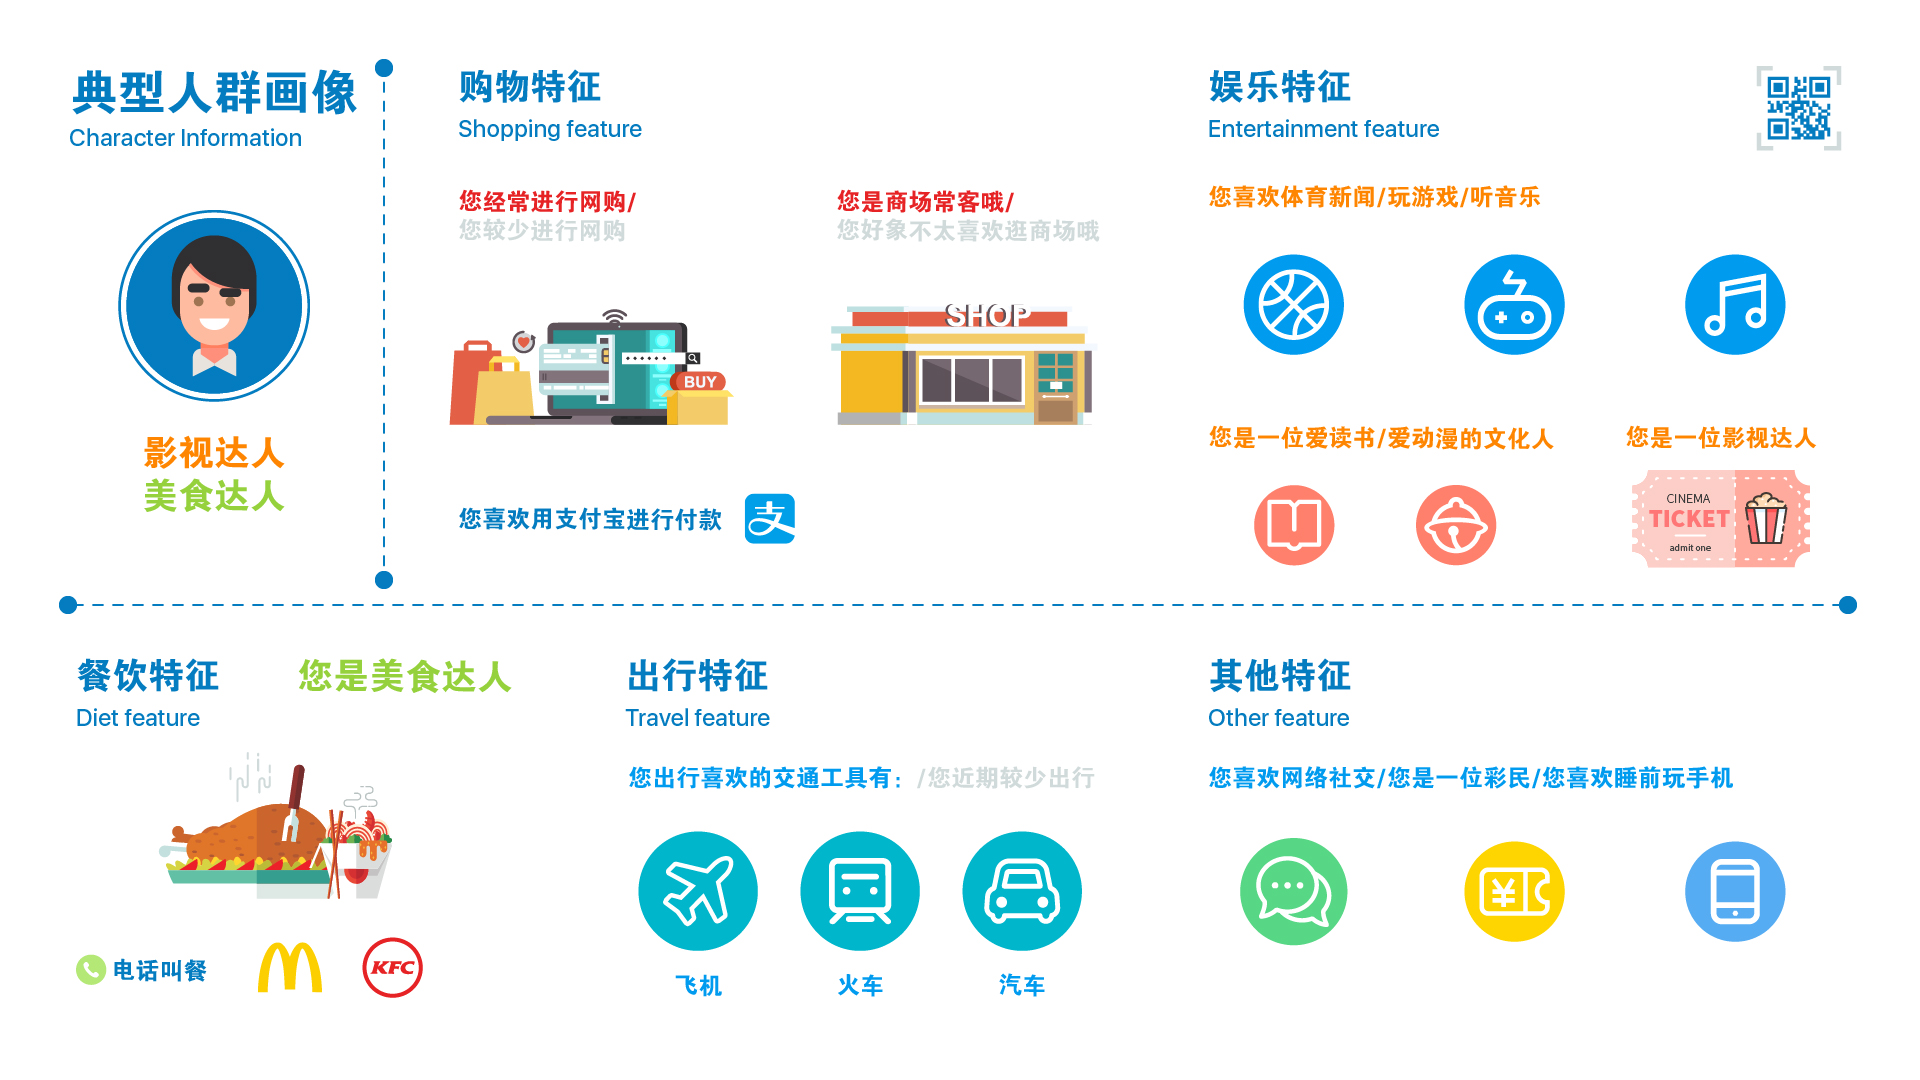 典型人群画像
Character Information
影视达人
美食达人
购物特征
Shopping feature
您经常进行网购/
您较少进行网购
您是商场常客哦/
您好象不太喜欢逛商场哦
BUY
SHOP
您喜欢用支付宝进行付款
支
娱乐特征
Entertainment feature
您喜欢体育新闻/玩游戏/听音乐
您是一位爱读书/爱动漫的文化人
您是一位影视达人
CINEMA
TICKET
admit one
餐饮特征
您是美食达人
Diet feature
电话叫餐
KFC
出行特征
Travel feature
您出行喜欢的交通工具有：/您近期较少出行
飞机
火车
汽车
其他特征
Other feature
您喜欢网络社交/您是一位彩民/您喜欢睡前玩手机
¥